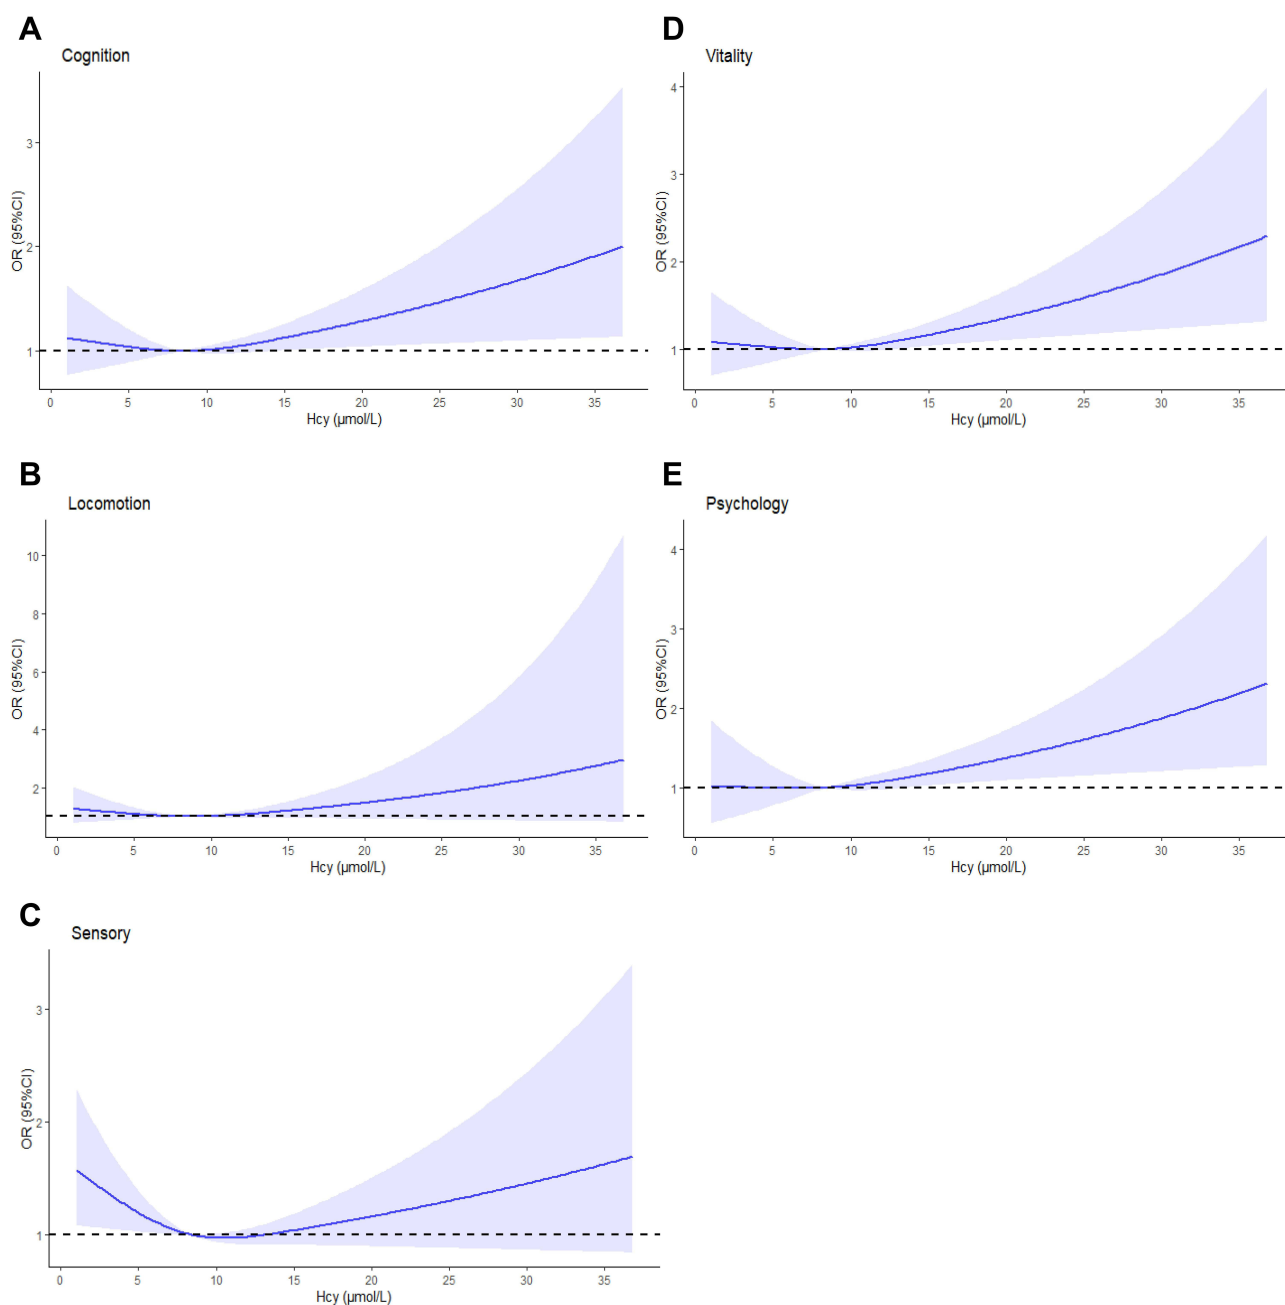 A
Cognition
OR (95%CI)
3
2
1
0 5 10 15 20 25 30 35
Hcy (µmol/L)
B
Locomotion
OR (95%CI)
10
8
6
4
2
0 5 10 15 20 25 30 35
Hcy (µmol/L)
C
Sensory
OR (95%CI)
3
2
1
0 5 10 15 20 25 30 35
Hcy (µmol/L)
D
Vitality
OR (95%CI)
4
3
2
1
0 5 10 15 20 25 30 35
Hcy (µmol/L)
E
Psychology
OR (95%CI)
4
3
2
1
0 5 10 15 20 25 30 35
Hcy (µmol/L)